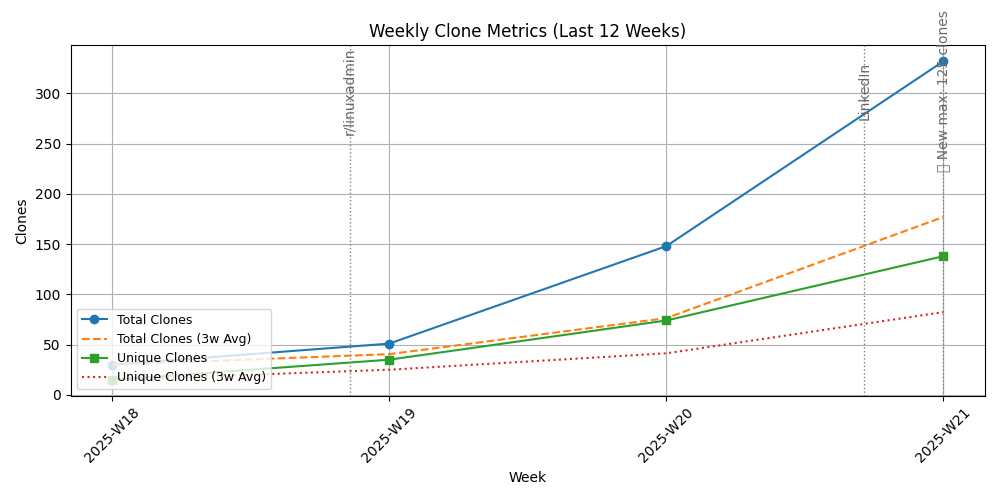 Weekly Clone Metrics (Last 12 Weeks)
Clones
300
250
200
150
100
50
0
r/linuxadmin
LinkedIn
New max: 125 clones
Total Clones
Total Clones (3w Avg)
Unique Clones
Unique Clones (3w Avg)
2025-W18
2025-W19
2025-W20
2025-W21
Week